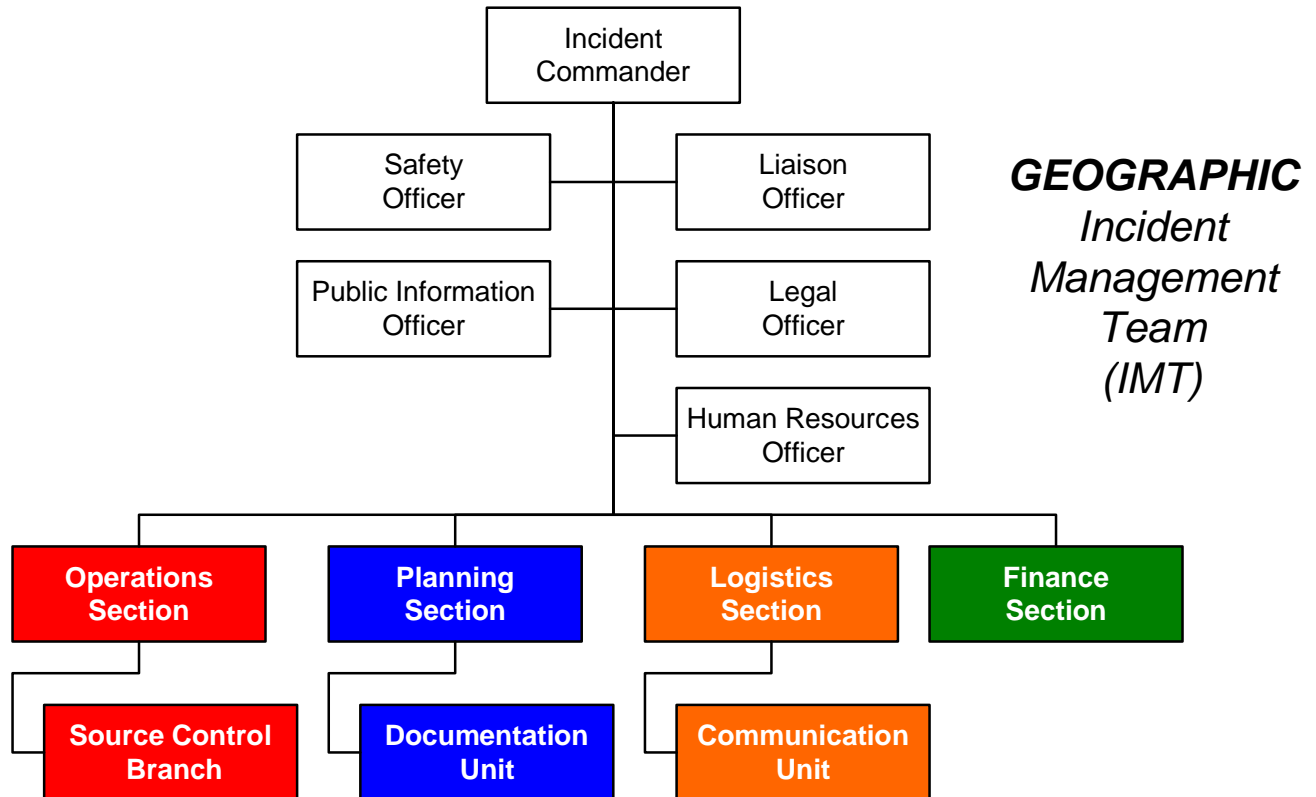 Incident
Commander
Safety
Officer
Liaison
Officer
GEOGRAPHIC
Incident
Management
Team
(IMT)
Public Information
Officer
Legal
Officer
Human Resources
Officer
Operations
Section
Planning
Section
Logistics
Section
Finance
Section
Source Control
Branch
Documentation
Unit
Communication
Unit